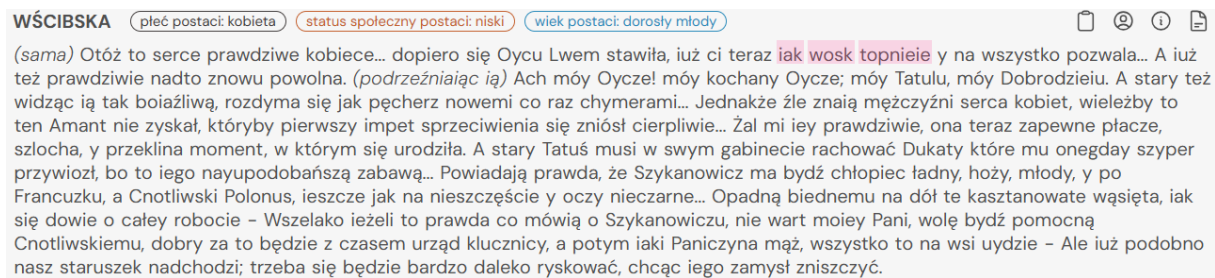 WŚCIBSKA płeć postaci: kobieta status społeczny postaci: niski wiek postaci: dorosły młody
(sama) Otóż to serce prawdziwe kobiece... dopiero się Oycu Lwem stawiła, iuż ci teraz iak wosk topnieie y na wszystko pozwala... A iuż
też prawdziwie nadto znowu powolna. (podrzeźniaiąc ią) Ach móy Oycze! móy kochany Oycze; móy Tatulu, móy Dobrodzieiu. A stary też
widząc ią tak boiaźliwą, rozdyma się jak pęcherz nowemi co raz chymerami... Jednakże źle znaią mężczyźni serca kobiet, wieleżby to
ten Amant nie zyskał, któryby pierwszy impet sprzeciwienia się zniósł cierpliwie... Żal mi iey prawdziwie, ona teraz zapewne płacze,
szlocha, y przeklina moment, w którym się urodziła. A stary Tatuś musi w swym gabinecie rachować Dukaty które mu onegday szyper
przywiozł, bo to iego nayupodobańszą zabawą... Powiadaią prawda, że Szykanowicz ma bydź chłopiec ładny, hoży, młody, y po
Francuzku, a Cnotliwski Polonus, ieszcze jak na nieszczęście y oczy nieczarne... Opadną biednemu na dół te kasztanowate wąsięta, iak
się dowie o całey robocie – Wszelako ieżeli to prawda co mówią o Szykanowiczu, nie wart moiey Pani, wolę bydź pomocną
Cnotliwskiemu, dobry za to będzie z czasem urząd klucznicy, a potym iaki Paniczyna mąż, wszystko to na wsi uydzie – Ale iuż podobno
nasz staruszek nadchodzi; trzeba się będzie bardzo daleko ryskować, chcąc iego zamysł zniszczyć.